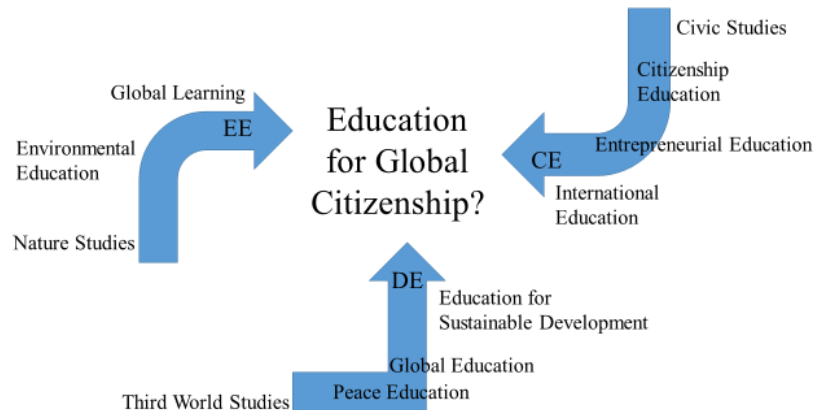 Civic Studies
Citizenship
Education
Global Learning
EE
Environmental
Education
Nature Studies
Education
for Global
Citizenship?
Entrepreneurial Education
CE
International
Education
DE
Education for
Sustainable Development
Global Education
Peace Education
Third World Studies